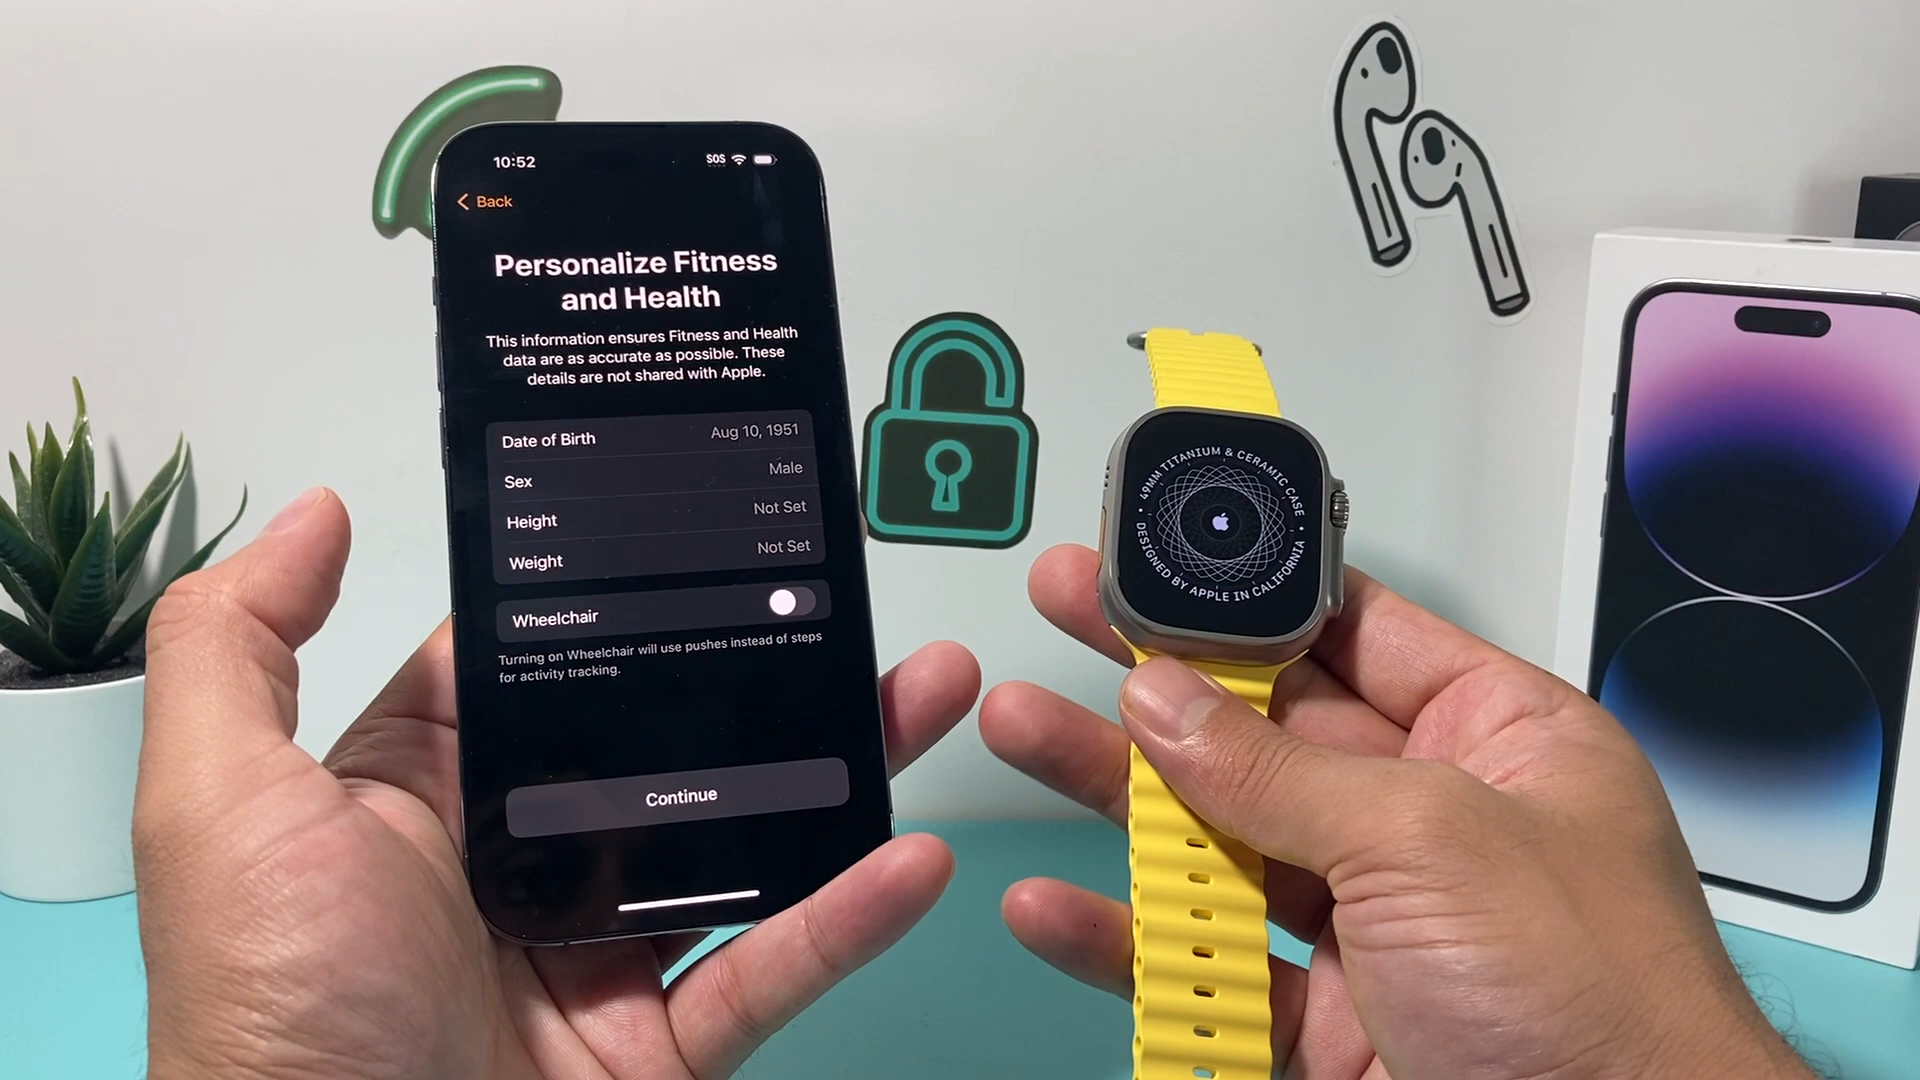 10:52
SOS
Back
Personalize Fitness
and Health
This information ensures Fitness and Health
data are as accurate as possible. These
details are not shared with Apple.
Date of Birth Aug 10, 1951
Sex Male
Height Not Set
Weight Not Set
Wheelchair
Turning on Wheelchair will use pushes instead of steps
for activity tracking.
Continue
• 49MM TITANIUM & CERAMIC CASE •
DESIGNED BY APPLE IN CALIFORNIA